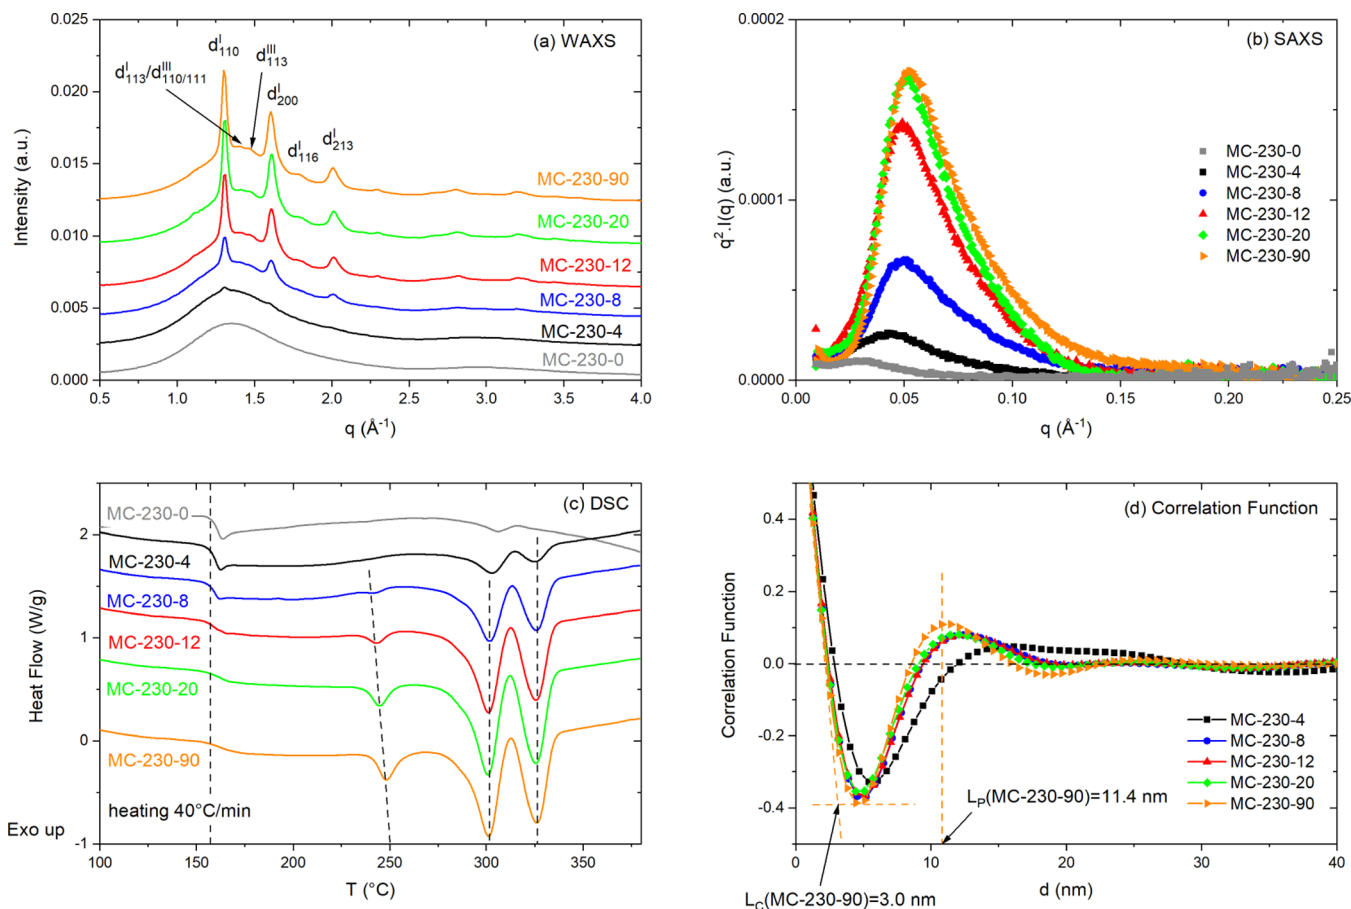 (a) WAXS
Intensity (a.u.)
0.025
0.020
0.015
0.010
0.005
0.000
d^I_110
d^III_113
d^I_113/d^III_110/111
d^I_200
d^I_116
d^I_213
MC-230-90
MC-230-20
MC-230-12
MC-230-8
MC-230-4
MC-230-0
0.5 1.0 1.5 2.0 2.5 3.0 3.5 4.0
q (Å⁻¹)
(b) SAXS
q².I(q) (a.u.)
0.0002
0.0001
0.0000
MC-230-0
MC-230-4
MC-230-8
MC-230-12
MC-230-20
MC-230-90
0.00 0.05 0.10 0.15 0.20 0.25
q (Å⁻¹)
(c) DSC
Heat Flow (W/g)
2
1
0
-1
MC-230-0
MC-230-4
MC-230-8
MC-230-12
MC-230-20
MC-230-90
heating 40°C/min
Exo up
100 150 200 250 300 350
T (°C)
(d) Correlation Function
Correlation Function
0.4
0.2
0.0
-0.2
-0.4
MC-230-4
MC-230-8
MC-230-12
MC-230-20
MC-230-90
L_P(MC-230-90)=11.4 nm
0 10 20 30 40
d (nm)
L_C(MC-230-90)=3.0 nm